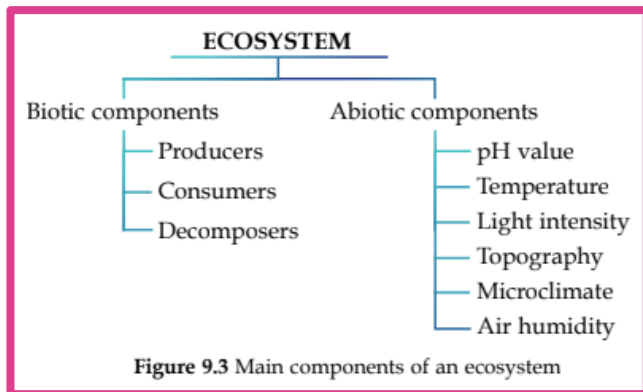 ECOSYSTEM
Biotic components
Producers
Consumers
Decomposers
Abiotic components
pH value
Temperature
Light intensity
Topography
Microclimate
Air humidity
Figure 9.3 Main components of an ecosystem